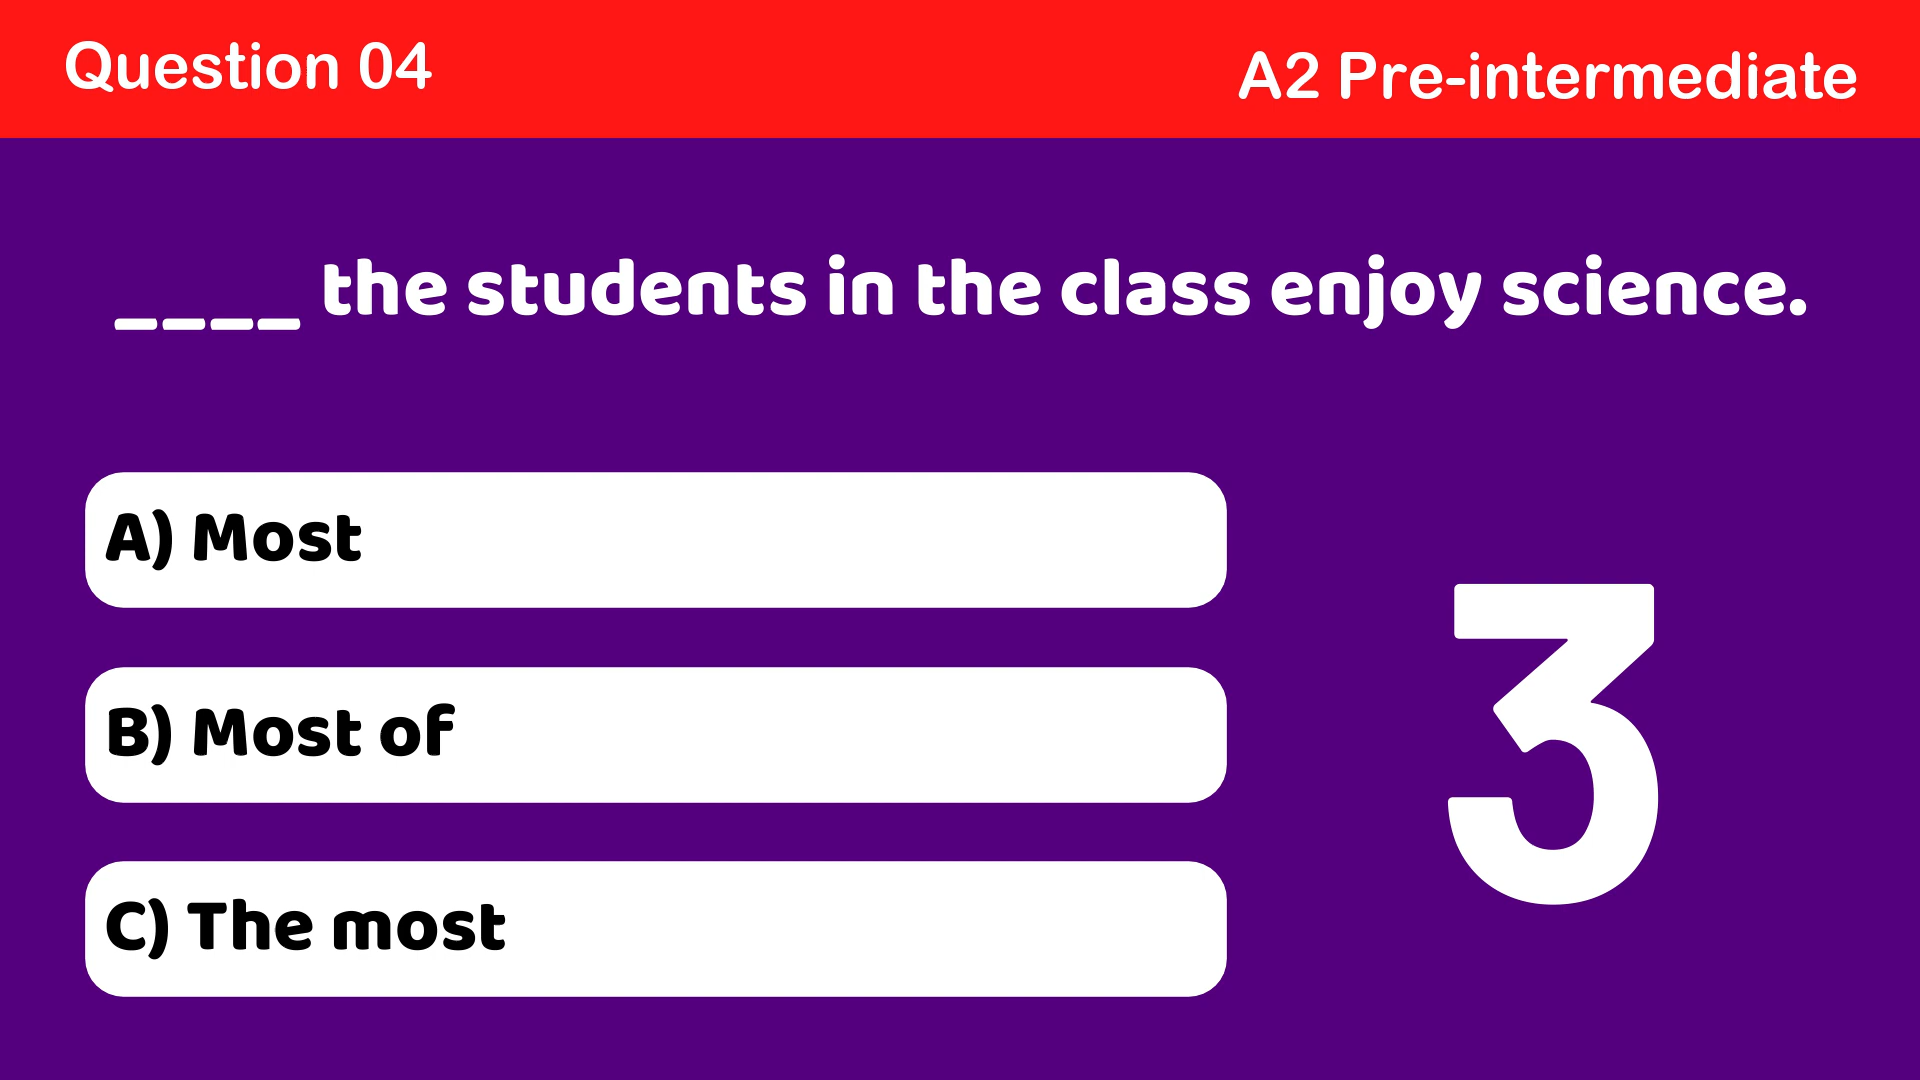 Question 04
A2 Pre-intermediate
____ the students in the class enjoy science.
A) Most
B) Most of
C) The most
3